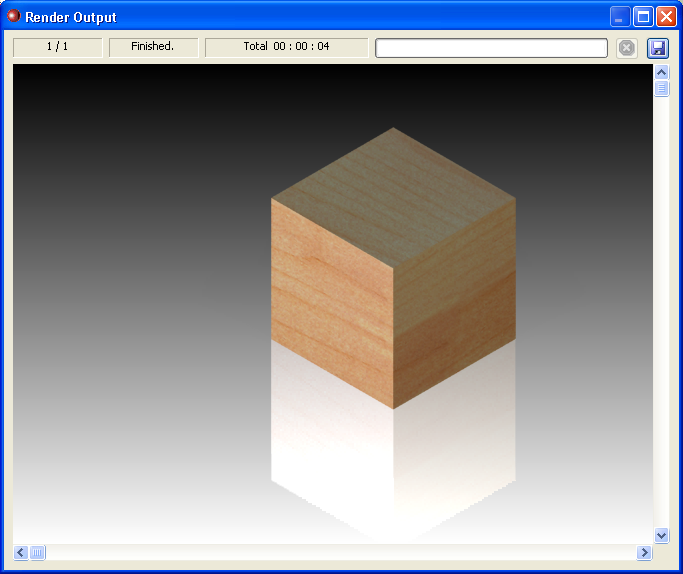 Render Output
1 / 1 Finished. Total 00 : 00 : 04